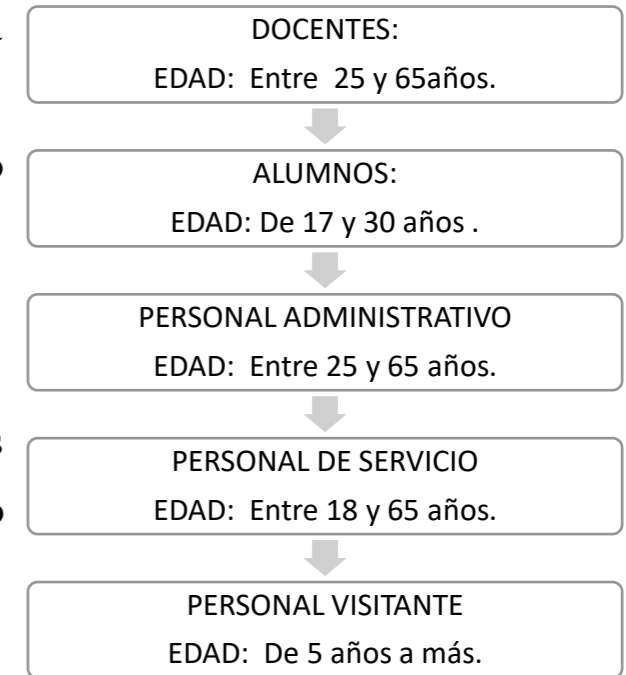 DOCENTES:
EDAD: Entre 25 y 65años.
ALUMNOS:
EDAD: De 17 y 30 años .
PERSONAL ADMINISTRATIVO
EDAD: Entre 25 y 65 años.
PERSONAL DE SERVICIO
EDAD: Entre 18 y 65 años.
PERSONAL VISITANTE
EDAD: De 5 años a más.